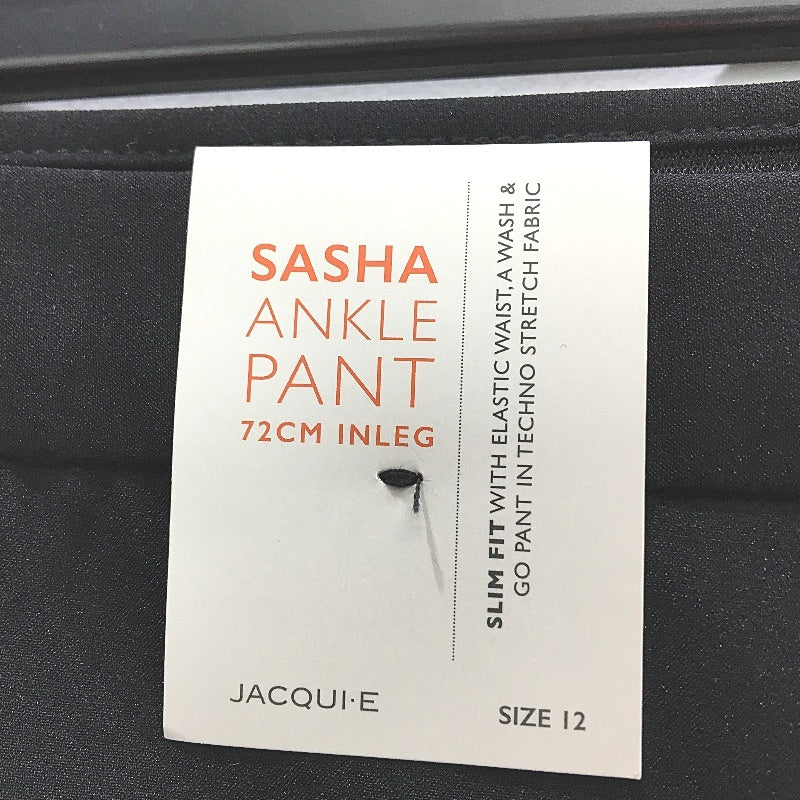 SASHA
ANKLE
PANT
72CM INLEG
SLIM FIT WITH ELASTIC WAIST, A WASH &
GO PANT IN TECHNO STRETCH FABRIC
JACQUI·E
SIZE 12